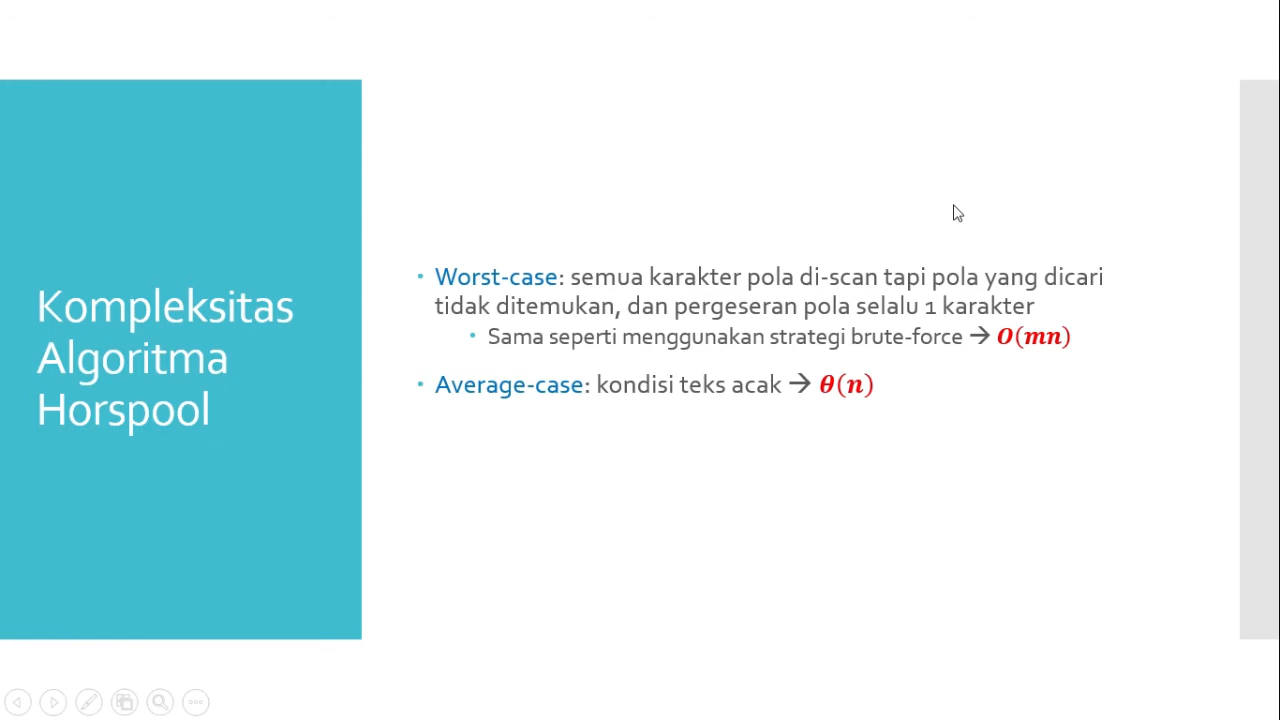 Kompleksitas
Algoritma
Horspool
• Worst-case: semua karakter pola di-scan tapi pola yang dicari
tidak ditemukan, dan pergeseran pola selalu 1 karakter
• Sama seperti menggunakan strategi brute-force → O(mn)
• Average-case: kondisi teks acak → θ(n)